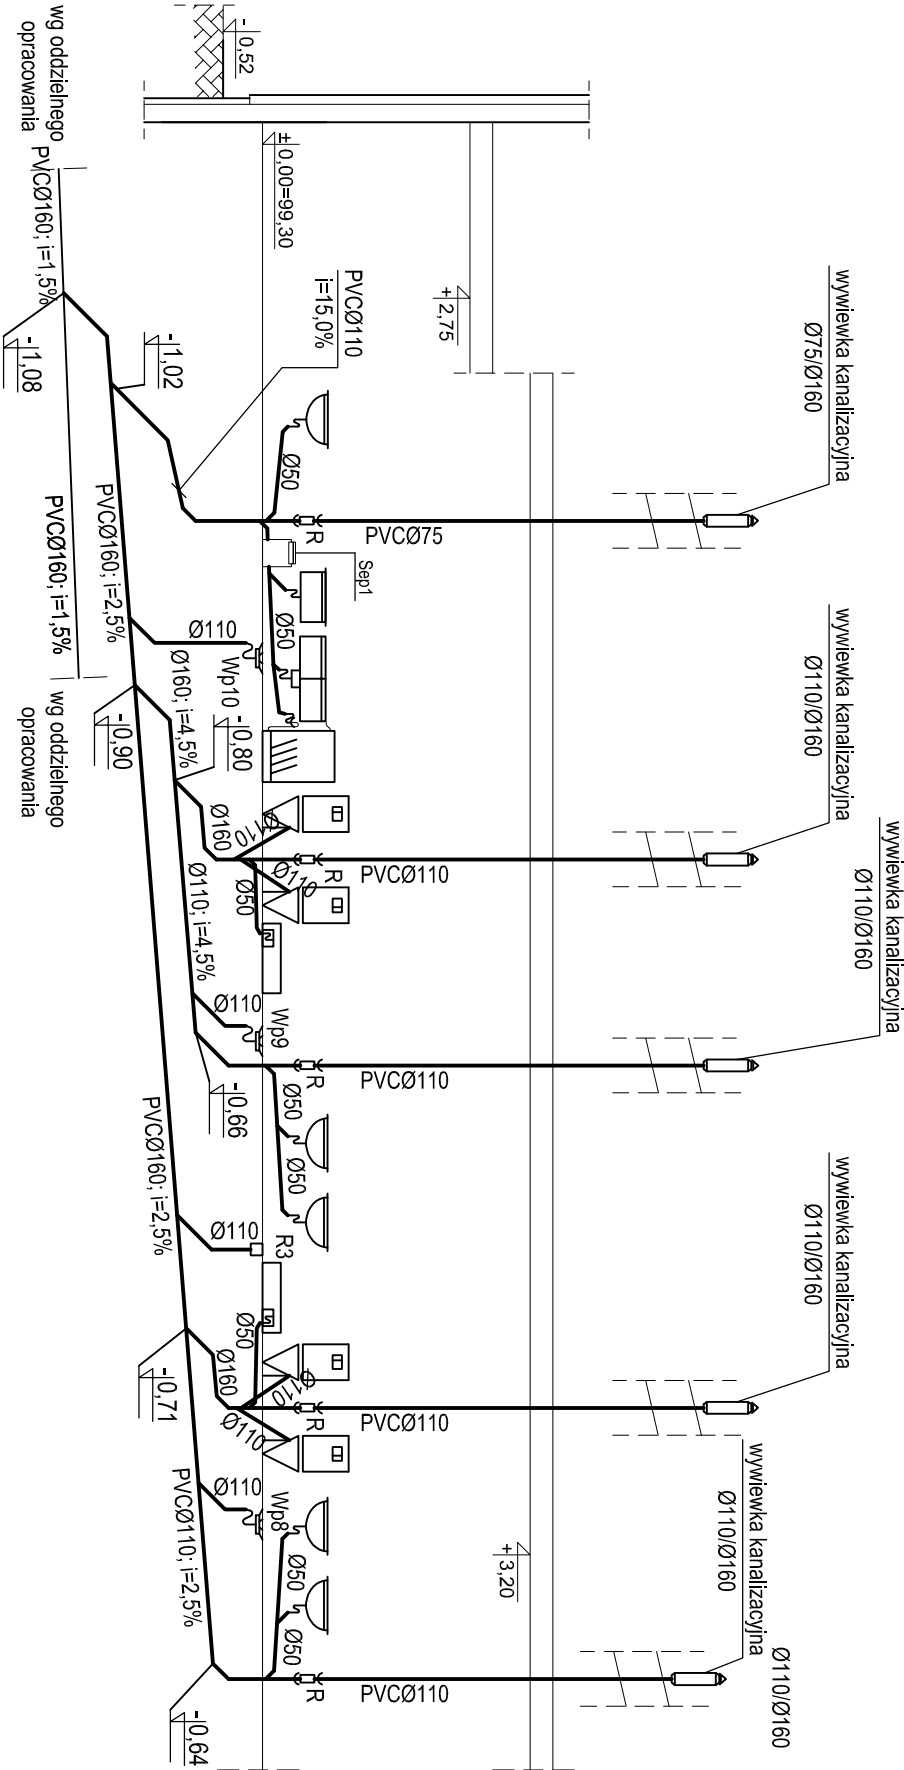 wg oddzielnego
opracowania
- 0,52
± 0,00=99,30
+ 2,75
PVCØ160; i=1,5%
- 1,08
- 1,02
PVCØ110
i=15,0%
wywiewka kanalizacyjna
Ø75/Ø160
Ø50
R
PVCØ75
Sep1
PVCØ160; i=2,5%
PVCØ160; i=1,5%
Ø110
Wp10
Ø50
wg oddzielnego
opracowania
- 0,90
Ø160; i=4,5%
- 0,80
wywiewka kanalizacyjna
Ø110/Ø160
Ø160
Ø110
Ø110
Ø50
R
PVCØ110
Ø110; i=4,5%
wywiewka kanalizacyjna
Ø110/Ø160
Ø110
Wp9
R
PVCØ110
- 0,66
Ø50
Ø50
PVCØ160; i=2,5%
Ø110
R3
wywiewka kanalizacyjna
Ø110/Ø160
Ø50
Ø160
Ø110
Ø110
R
PVCØ110
- 0,71
Ø110
Wp8
PVCØ110; i=2,5%
Ø50
Ø50
+ 3,20
wywiewka kanalizacyjna
Ø110/Ø160
Ø110/Ø160
R
PVCØ110
- 0,64